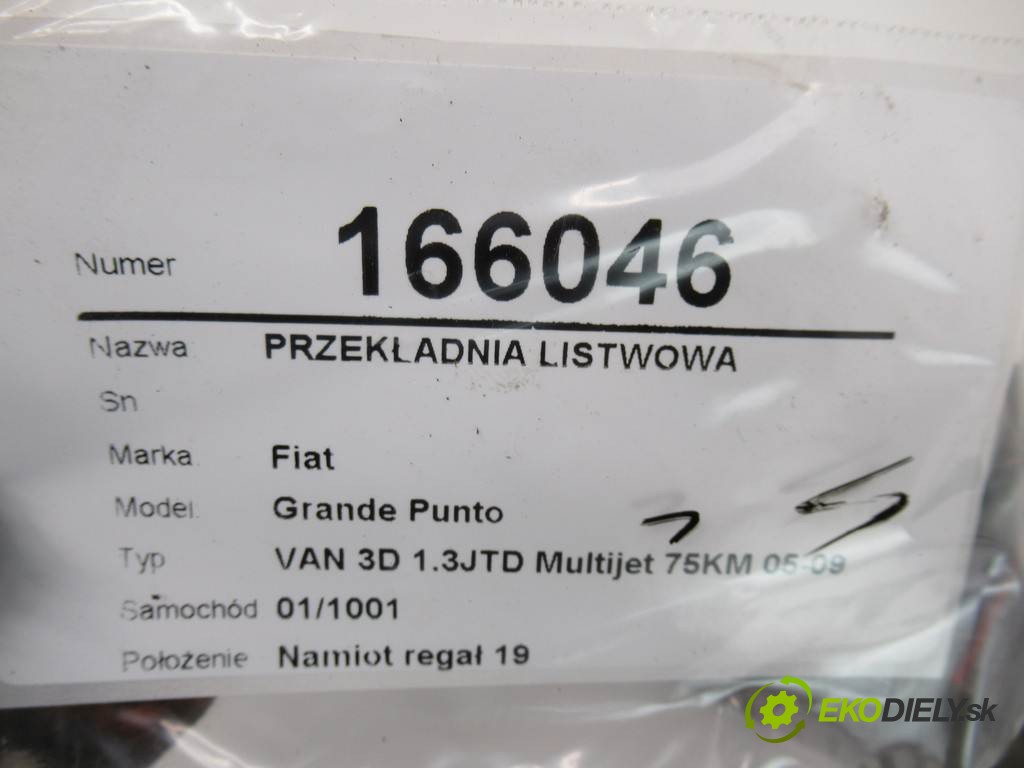 Numer 166046
Nazwa PRZEKŁADNIA LISTWOWA
Sn
Marka Fiat
Model Grande Punto
Typ VAN 3D 1.3JTD Multijet 75KM 05-09
Samochód 01/1001
Położenie Namiot regał 19
EKODIELY.sk